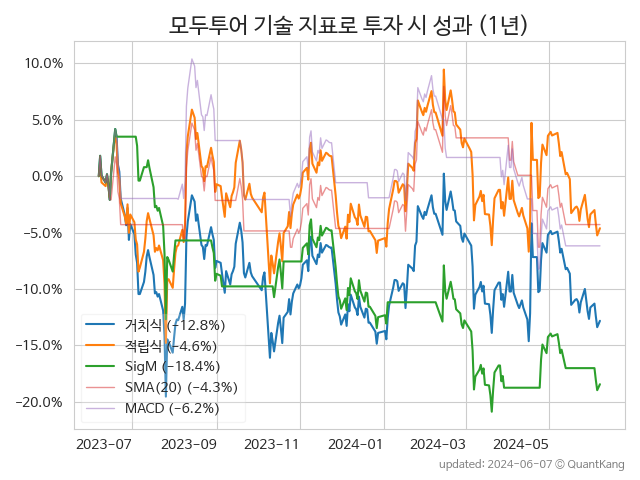 모두투어 기술 지표로 투자 시 성과 (1년)
10.0%
5.0%
0.0%
−5.0%
−10.0%
−15.0%
−20.0%
거치식 (−12.8%)
적립식 (−4.6%)
SigM (−18.4%)
SMA(20) (−4.3%)
MACD (−6.2%)
2023−07 2023−09 2023−11 2024−01 2024−03 2024−05
updated: 2024-06-07 © QuantKang